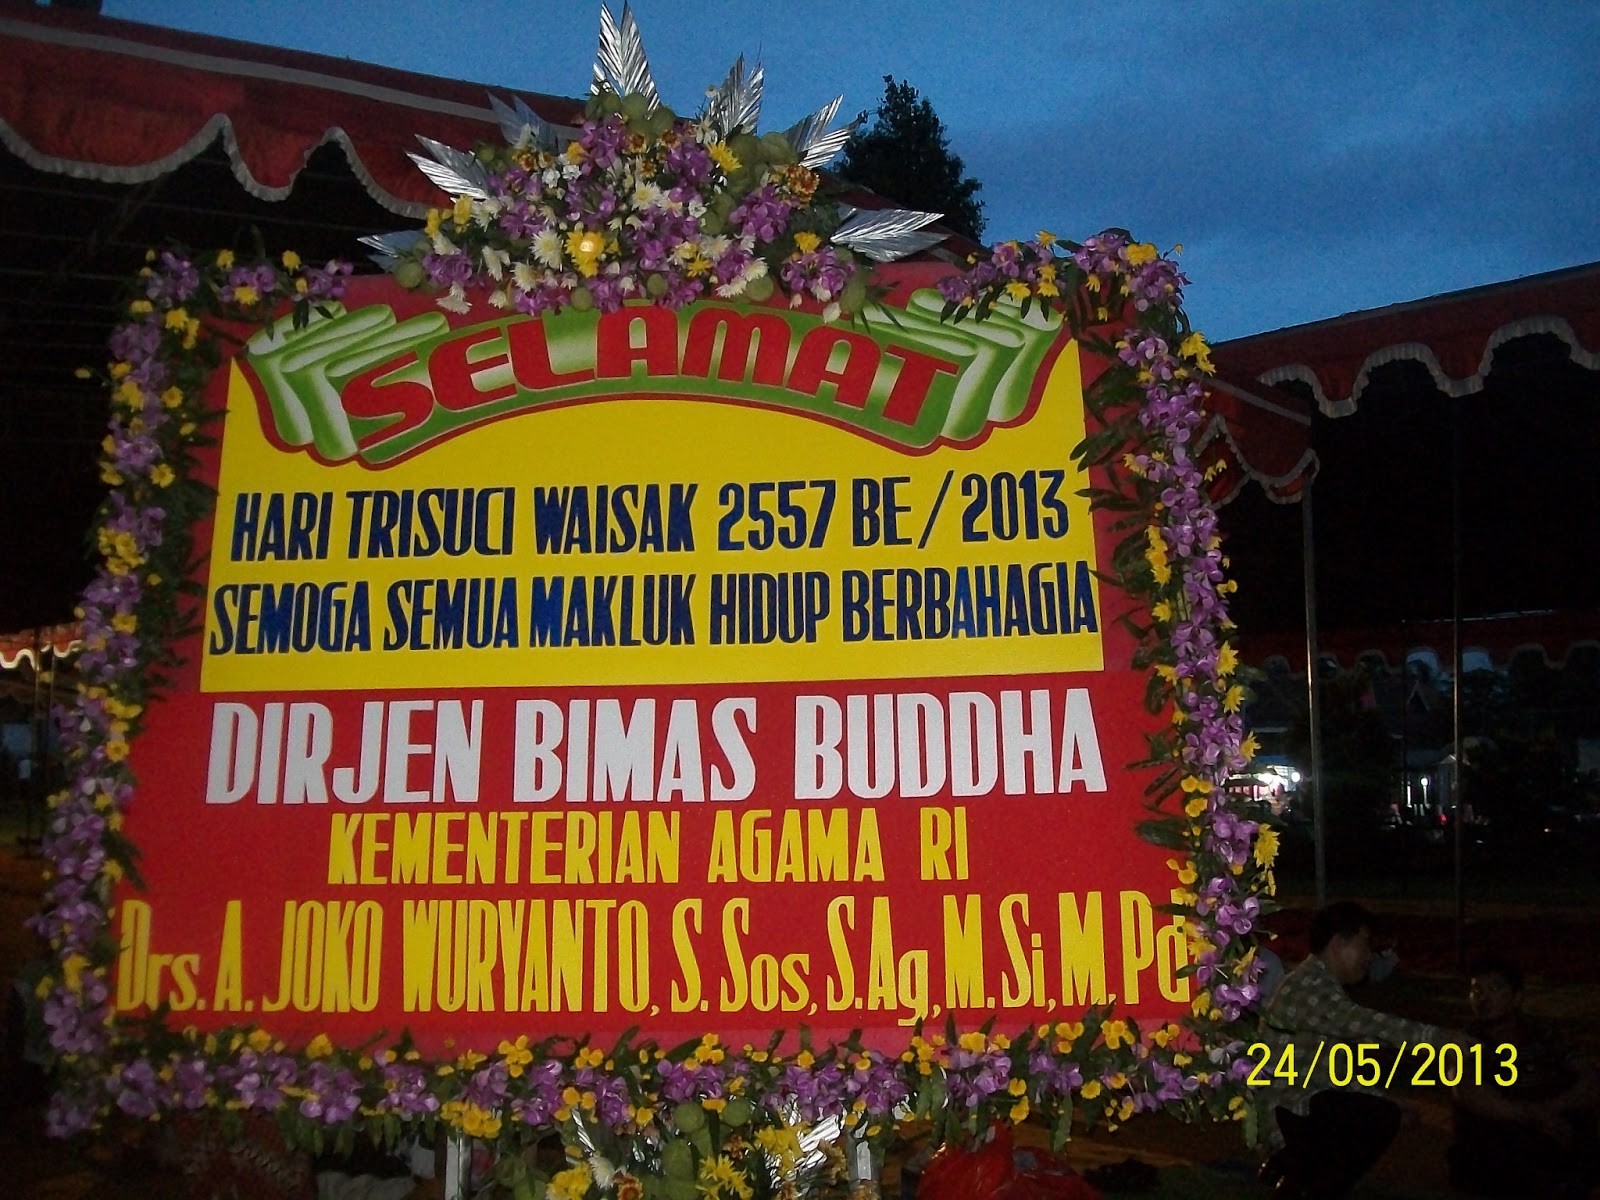 SELAMAT
HARI TRISUCI WAISAK 2557 BE/2013
SEMOGA SEMUA MAKLUK HIDUP BERBAHAGIA
DIRJEN BIMAS BUDDHA
KEMENTERIAN AGAMA RI
Drs. A. JOKO WURYANTO, S. Sos, S.Ag, M.Si, M.Pd
24/05/2013